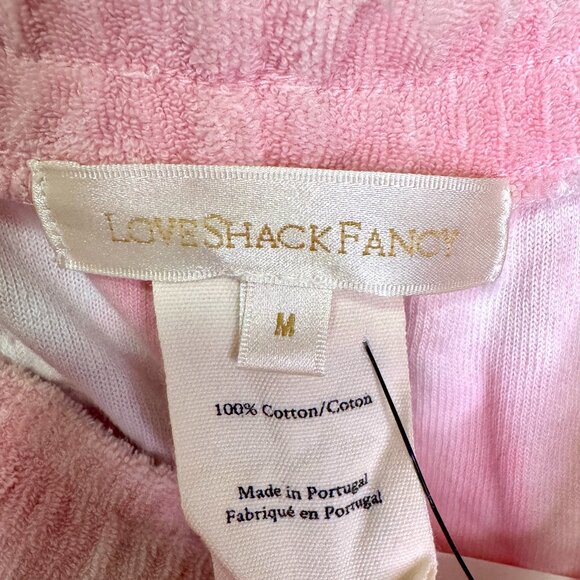 LOVESHACKFANCY
M
100% Cotton/Coton
Made in Portugal
Fabriqué en Portugal